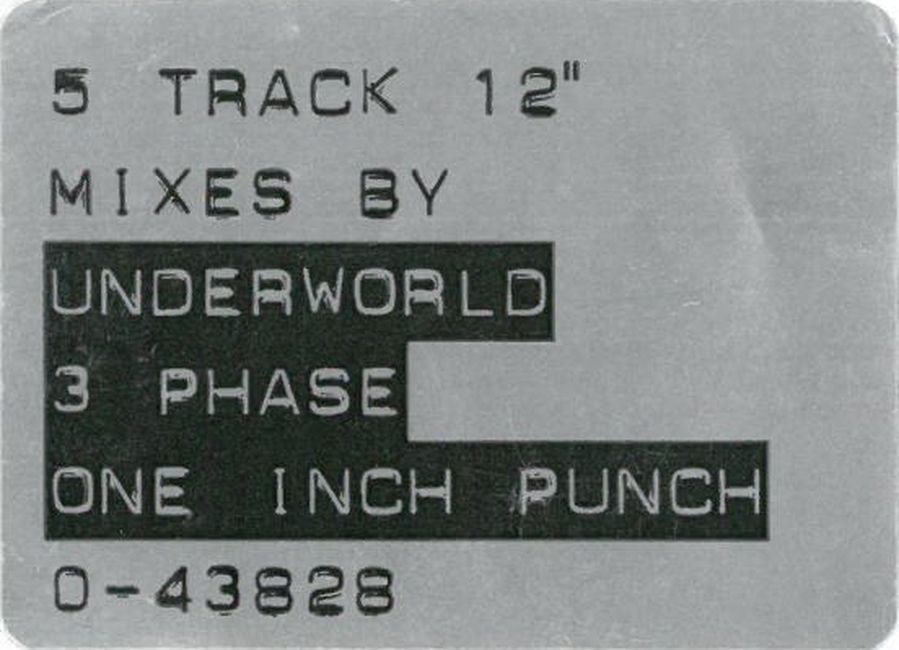 5 TRACK 12"
MIXES BY
UNDERWORLD
3 PHASE
ONE INCH PUNCH
0-43828